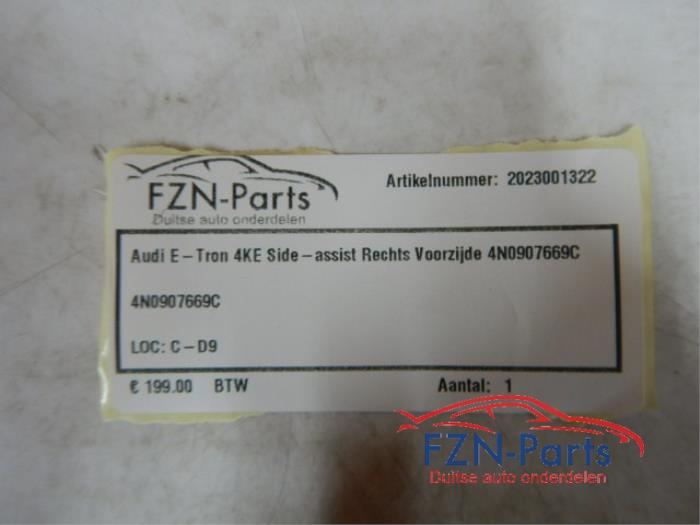 FZN-Parts
Duitse auto onderdelen
Artikelnummer: 2023001322
Audi E-Tron 4KE Side-assist Rechts Voorzijde 4N0907669C
4N0907669C
LOC: C-D9
€ 199.00 BTW Aantal: 1
FZN-Parts
Duitse auto onderdelen